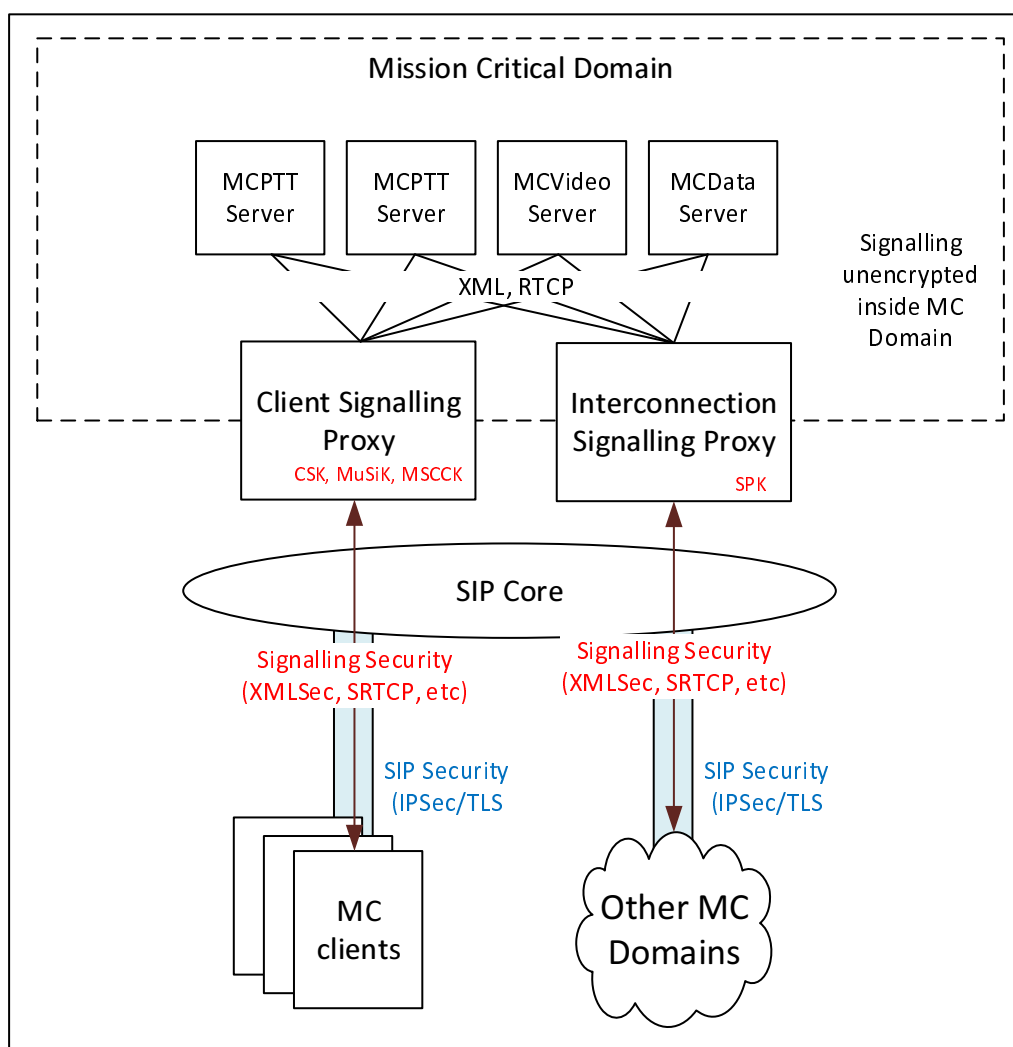 Mission Critical Domain
MCPTT
Server
MCPTT
Server
MCVideo
Server
MCData
Server
Signalling
unencrypted
inside MC
Domain
XML, RTCP
Client Signalling
Proxy
CSK, MuSiK, MSCCK
Interconnection
Signalling Proxy
SPK
SIP Core
Signalling Security
(XMLSec, SRTCP, etc)
Signalling Security
(XMLSec, SRTCP, etc)
SIP Security
(IPSec/TLS
SIP Security
(IPSec/TLS
MC
clients
Other MC
Domains